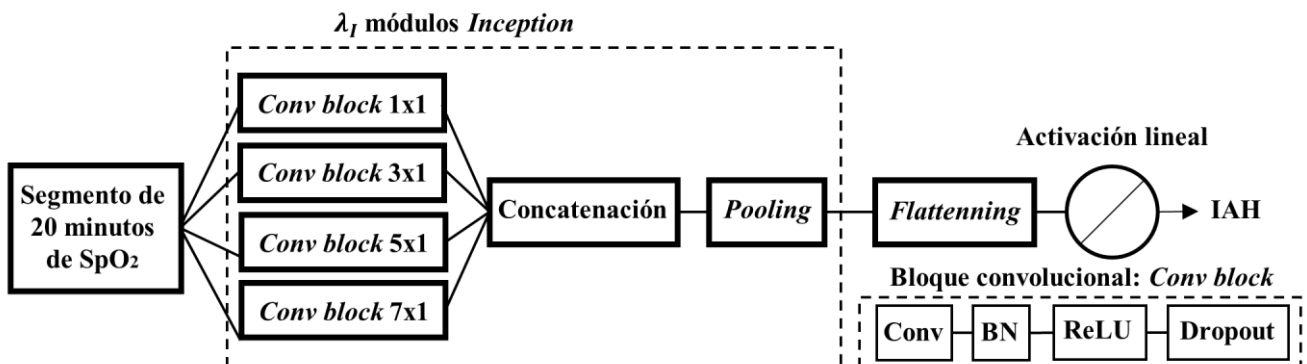 λI módulos Inception
Conv block 1x1
Conv block 3x1
Conv block 5x1
Conv block 7x1
Segmento de
20 minutos
de SpO2
Concatenación
Pooling
Flattenning
Activación lineal
IAH
Bloque convolucional: Conv block
Conv
BN
ReLU
Dropout